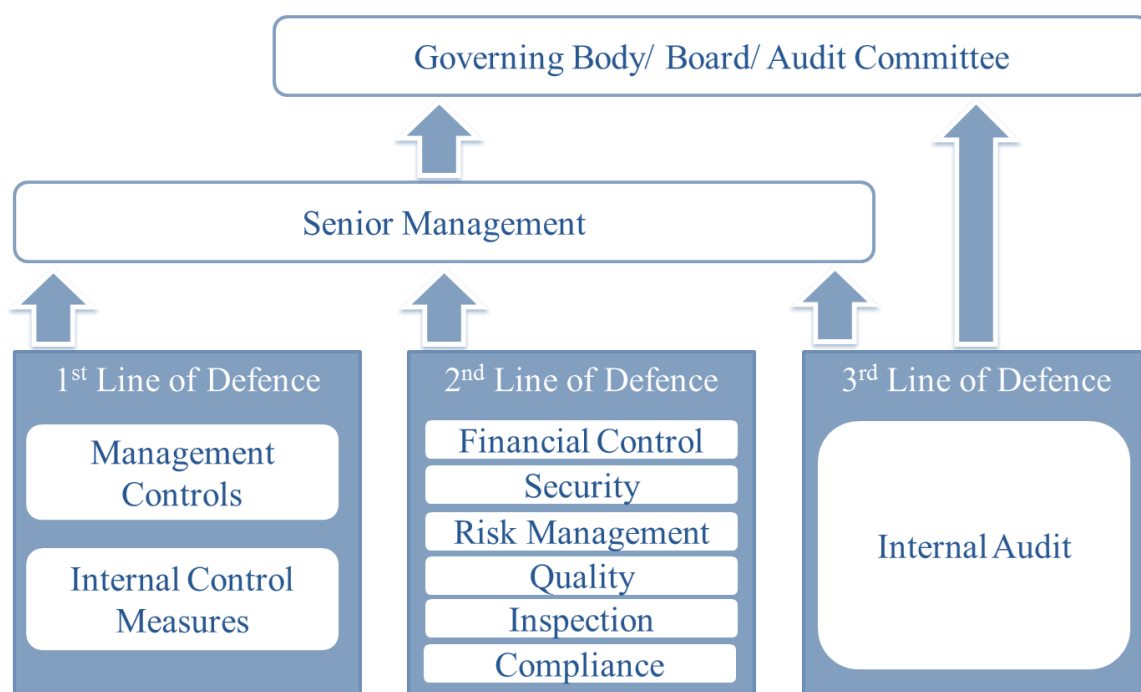 Governing Body/ Board/ Audit Committee
Senior Management
1st Line of Defence
Management
Controls
Internal Control
Measures
2nd Line of Defence
Financial Control
Security
Risk Management
Quality
Inspection
Compliance
3rd Line of Defence
Internal Audit